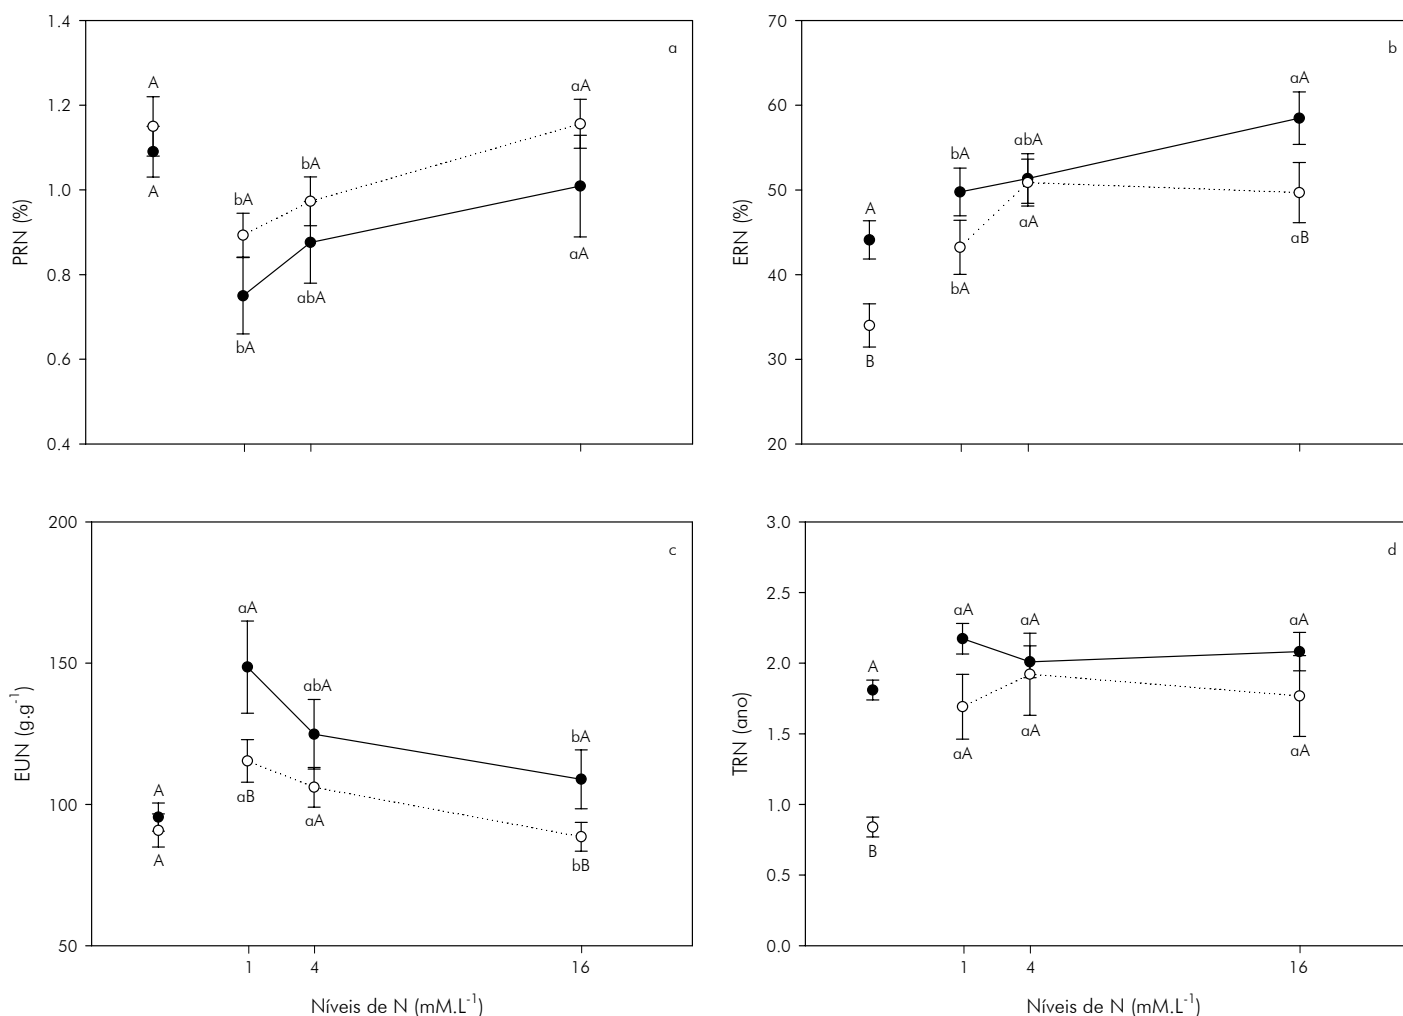 1.4
1.2
1.0
0.8
0.6
0.4
PRN (%)
a
A
A
bA
bA
bA
abA
aA
aA
70
60
50
40
30
20
ERN (%)
b
A
B
bA
bA
abA
aA
aA
aB
200
150
100
50
EUN (g.g-1)
c
A
A
aA
aB
abA
aA
bA
bB
1
4
16
Níveis de N (mM.L-1)
3.0
2.5
2.0
1.5
1.0
0.5
0.0
TRN (ano)
d
A
B
aA
aA
aA
aA
aA
aA
1
4
16
Níveis de N (mM.L-1)